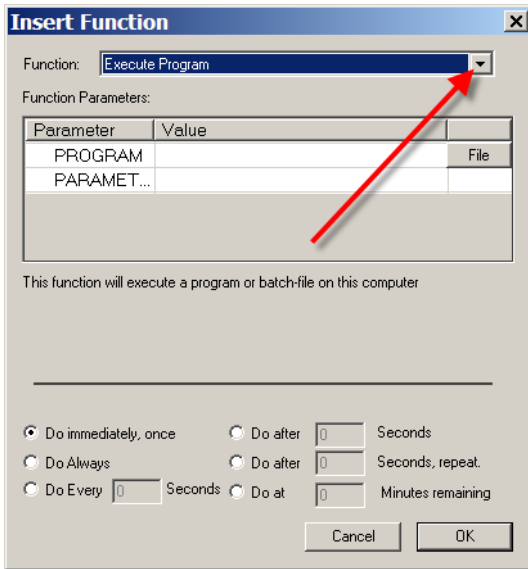 Insert Function
Function: Execute Program
Function Parameters:
Parameter Value
PROGRAM File
PARAMET...
This function will execute a program or batch-file on this computer
Do immediately, once Do after 0 Seconds
Do Always Do after 0 Seconds, repeat.
Do Every 0 Seconds Do at 0 Minutes remaining
Cancel OK